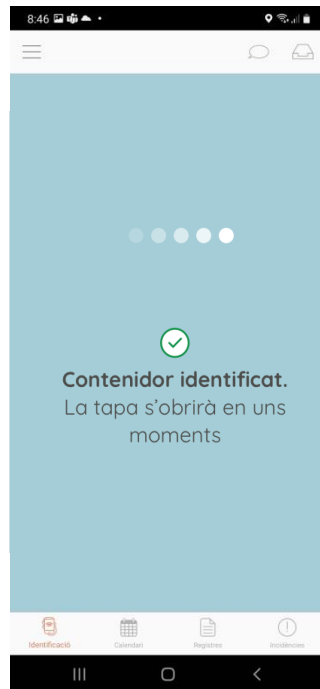 8:46
Contenidor identificat.
La tapa s'obrirà en uns
moments
Identificació
Calendari
Registres
Incidències